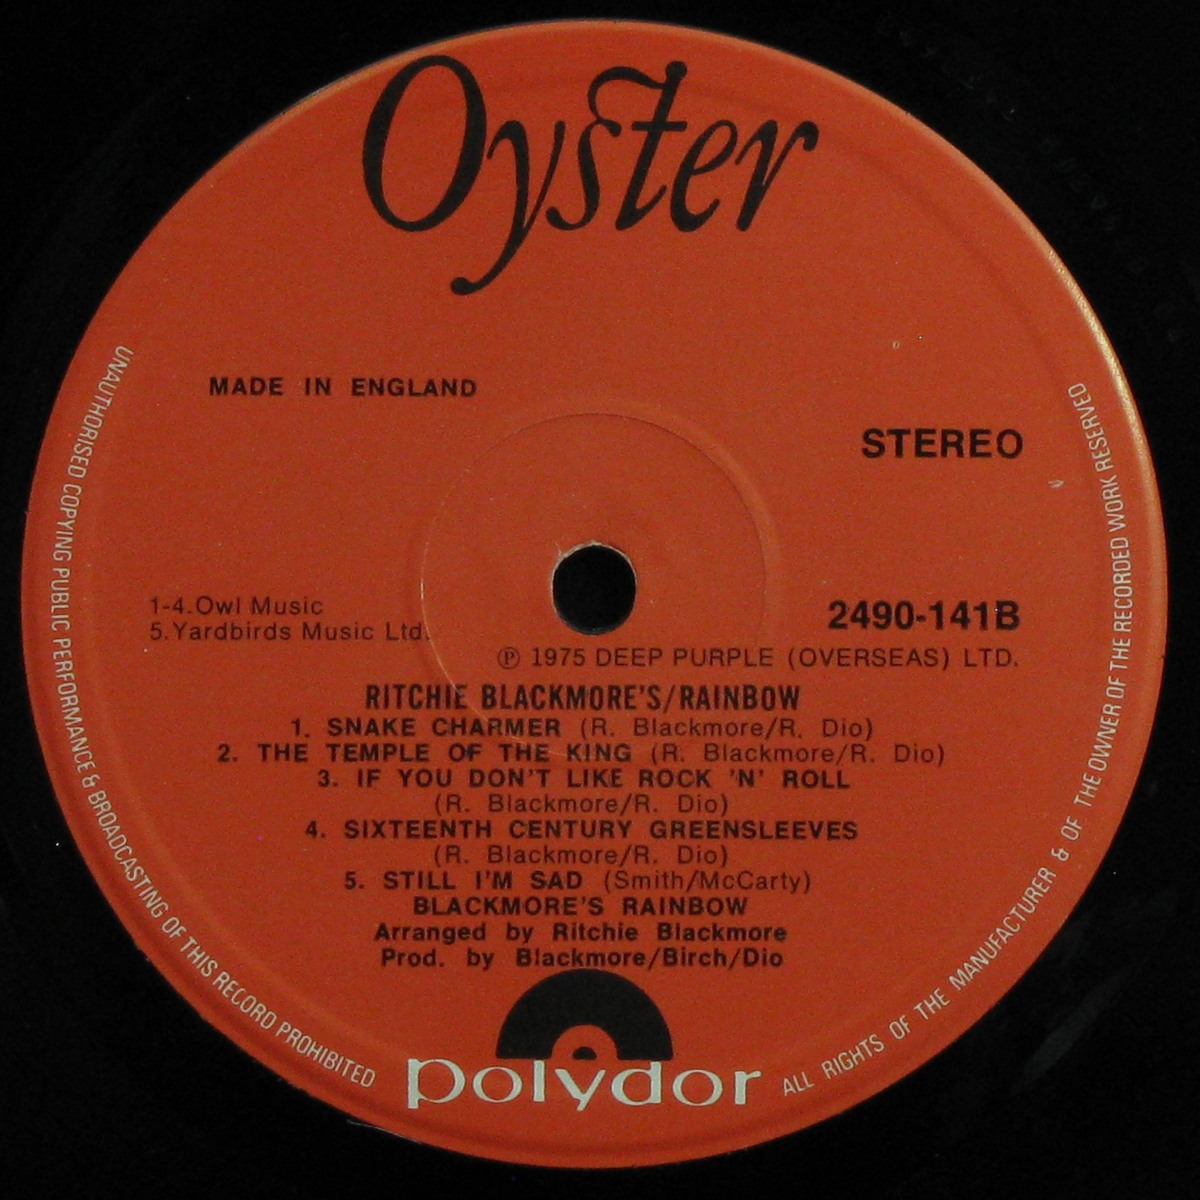 Oyster
MADE IN ENGLAND
STEREO
1-4.Owl Music
5.Yardbirds Music Ltd.
2490-141B
℗ 1975 DEEP PURPLE (OVERSEAS) LTD.
RITCHIE BLACKMORE'S/RAINBOW
1. SNAKE CHARMER (R. Blackmore/R. Dio)
2. THE TEMPLE OF THE KING (R. Blackmore/R. Dio)
3. IF YOU DON'T LIKE ROCK 'N' ROLL
(R. Blackmore/R. Dio)
4. SIXTEENTH CENTURY GREENSLEEVES
(R. Blackmore/R. Dio)
5. STILL I'M SAD (Smith/McCarty)
BLACKMORE'S RAINBOW
Arranged by Ritchie Blackmore
Prod. by Blackmore/Birch/Dio
polydor
UNAUTHORISED COPYING PUBLIC PERFORMANCE & BROADCASTING OF THIS RECORD PROHIBITED
ALL RIGHTS OF THE MANUFACTURER & OF THE OWNER OF THE RECORDED WORK RESERVED